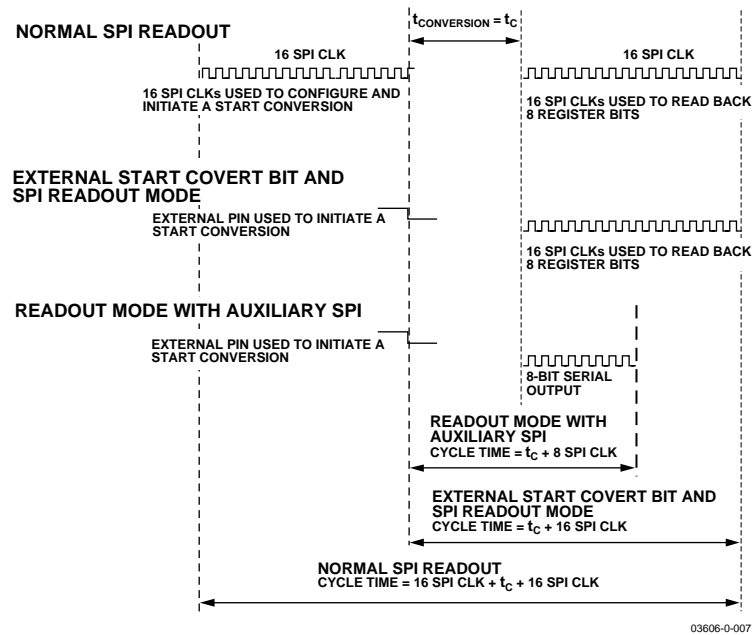 tCONVERSION = tC
NORMAL SPI READOUT
16 SPI CLK
16 SPI CLK
16 SPI CLKs USED TO CONFIGURE AND
INITIATE A START CONVERSION
16 SPI CLKs USED TO READ BACK
8 REGISTER BITS
EXTERNAL START COVERT BIT AND
SPI READOUT MODE
EXTERNAL PIN USED TO INITIATE A
START CONVERSION
16 SPI CLKs USED TO READ BACK
8 REGISTER BITS
READOUT MODE WITH AUXILIARY SPI
EXTERNAL PIN USED TO INITIATE A
START CONVERSION
8-BIT SERIAL
OUTPUT
READOUT MODE WITH
AUXILIARY SPI
CYCLE TIME = tC + 8 SPI CLK
EXTERNAL START COVERT BIT AND
SPI READOUT MODE
CYCLE TIME = tC + 16 SPI CLK
NORMAL SPI READOUT
CYCLE TIME = 16 SPI CLK + tC + 16 SPI CLK
03606-0-007